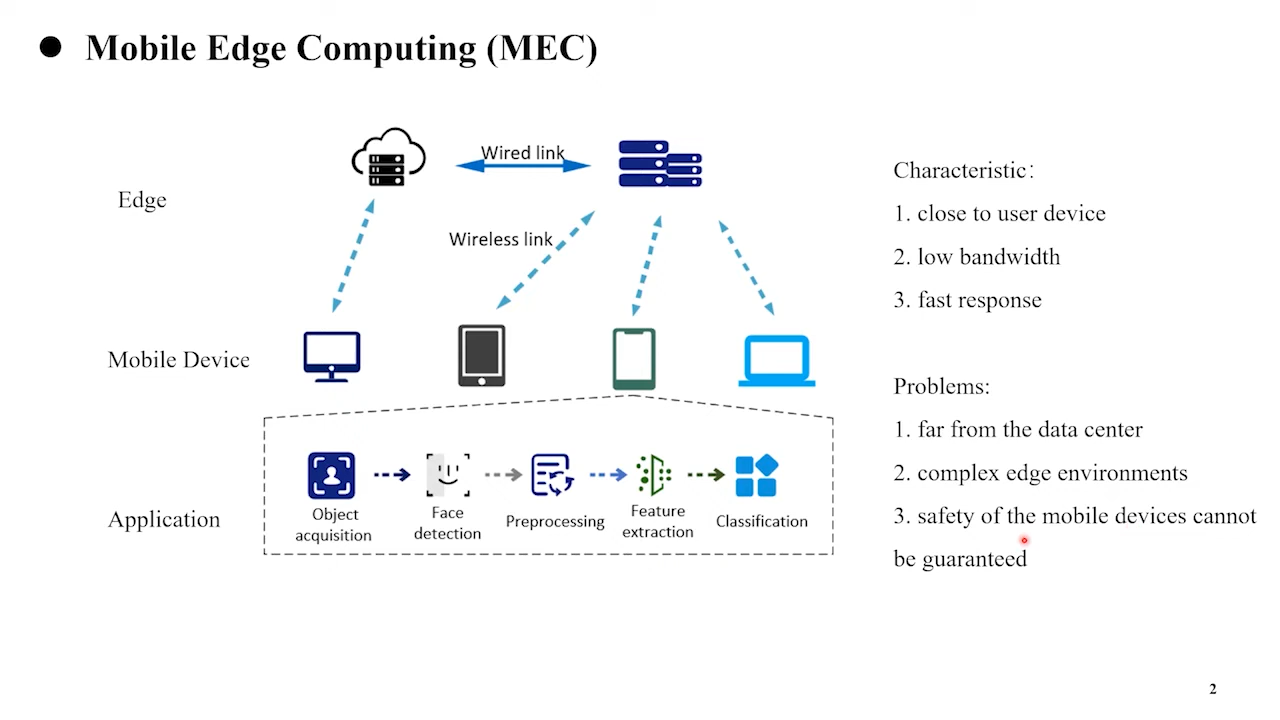 Mobile Edge Computing (MEC)
Wired link
Edge
Wireless link
Mobile Device
Application
Object
acquisition
Face
detection
Preprocessing
Feature
extraction
Classification
Characteristic：
1. close to user device
2. low bandwidth
3. fast response
Problems:
1. far from the data center
2. complex edge environments
3. safety of the mobile devices cannot
be guaranteed
2